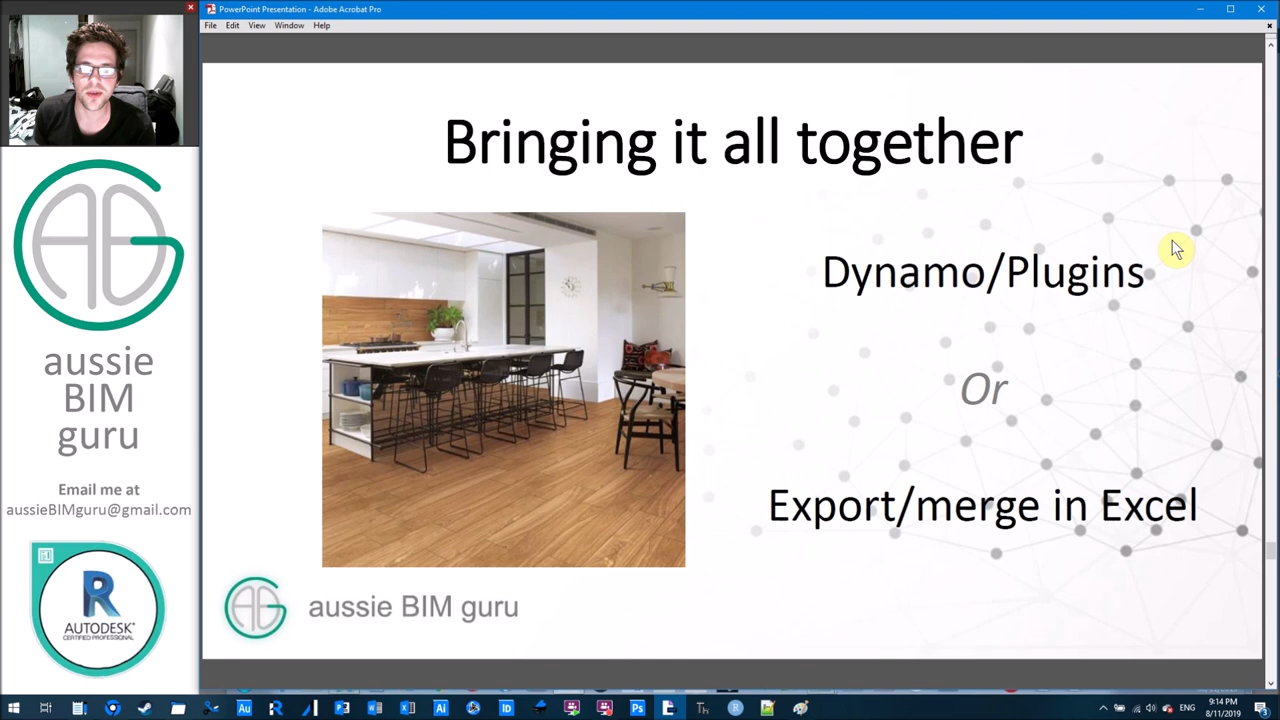 PowerPoint Presentation - Adobe Acrobat Pro
File Edit View Window Help
Bringing it all together
Dynamo/Plugins
Or
Export/merge in Excel
aussie BIM guru
aussie
BIM
guru
Email me at
aussieBIMguru@gmail.com
R
AUTODESK
CERTIFIED PROFESSIONAL
ENG
9:14 PM
8/11/2019